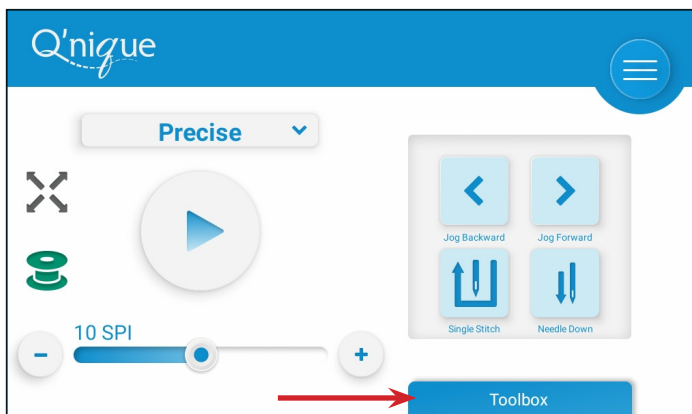 Q'nique
Precise
Jog Backward
Jog Forward
Single Stitch
Needle Down
10 SPI
Toolbox